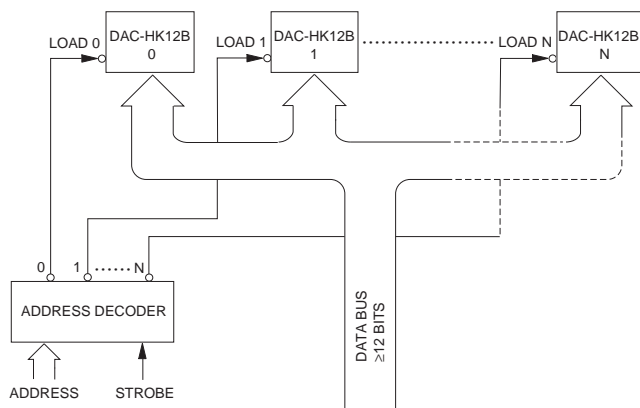 LOAD 0
DAC-HK12B
0
LOAD 1
DAC-HK12B
1
LOAD N
DAC-HK12B
N
0
1
N
ADDRESS DECODER
ADDRESS
STROBE
DATA BUS
≥12 BITS